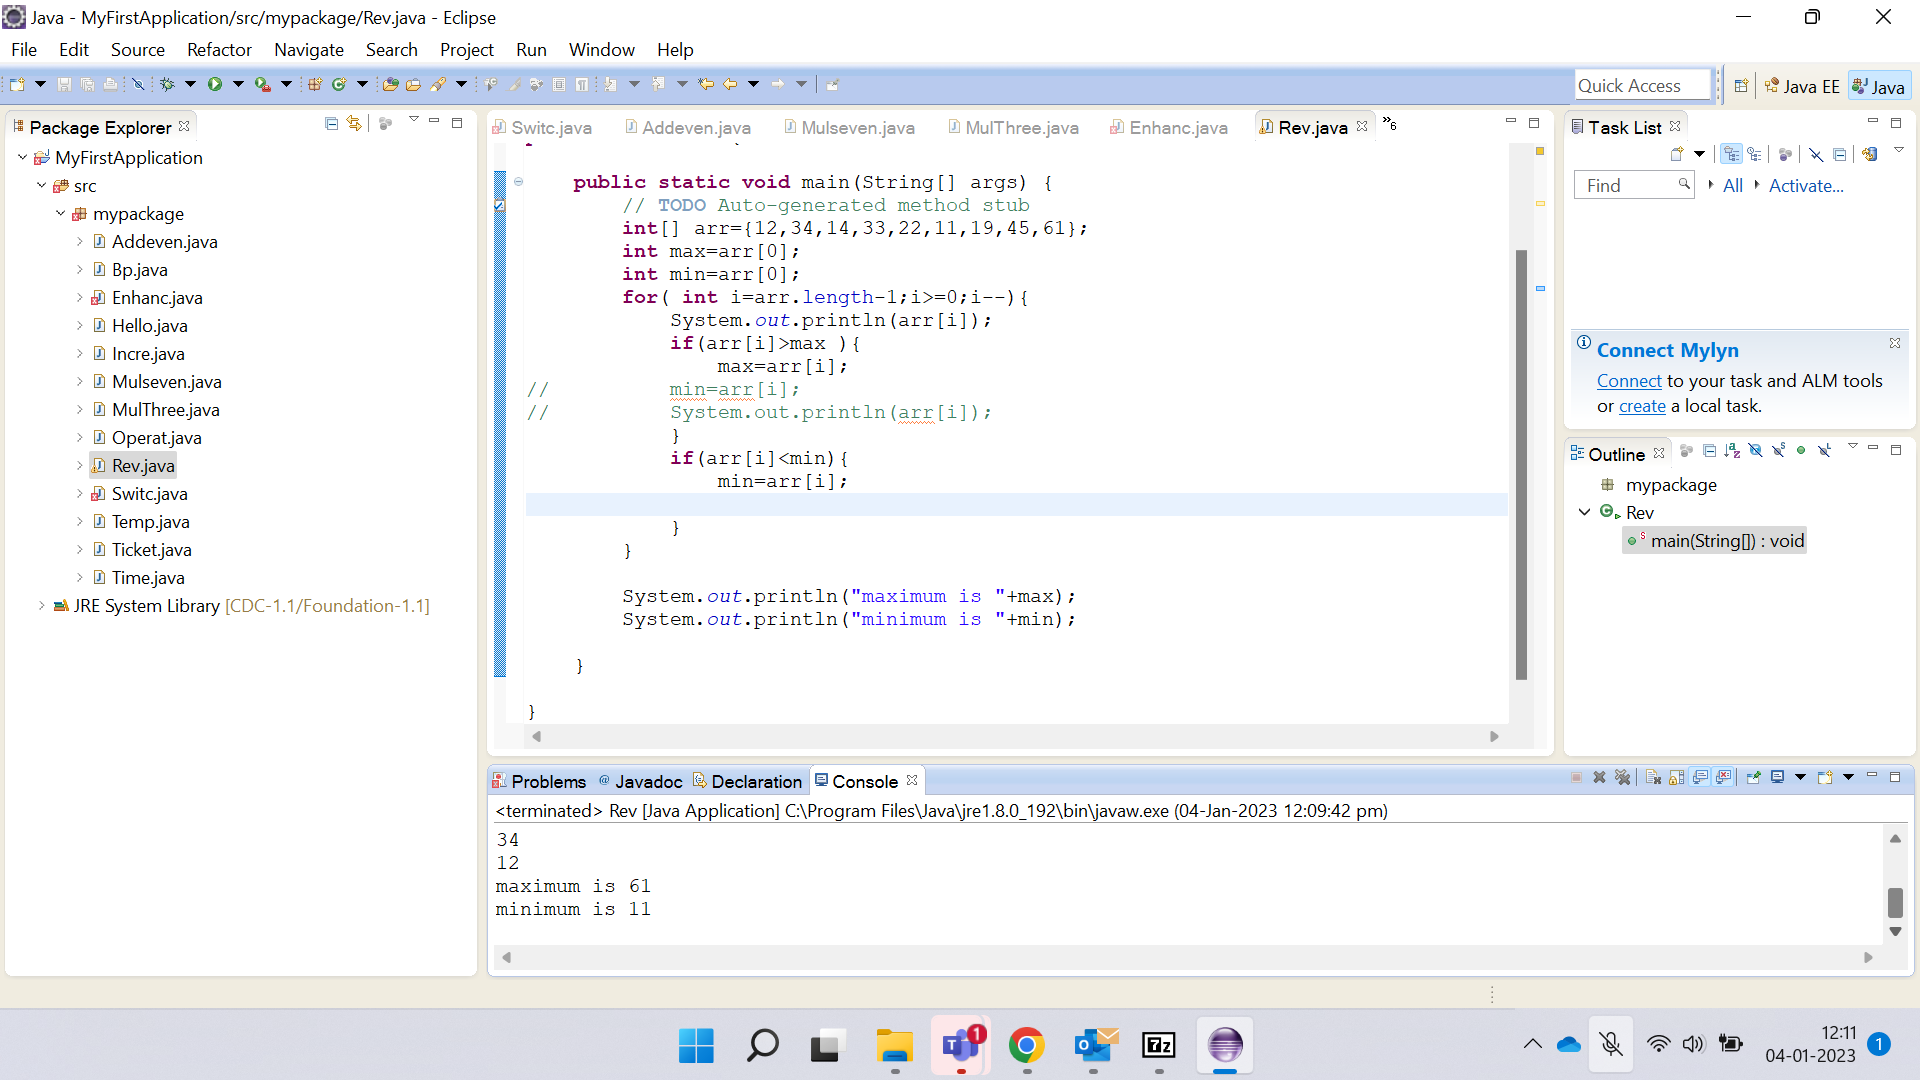 Java - MyFirstApplication/src/mypackage/Rev.java - Eclipse
File Edit Source Refactor Navigate Search Project Run Window Help
Quick Access
Java EE
Java
Package Explorer
MyFirstApplication
src
mypackage
Addeven.java
Bp.java
Enhanc.java
Hello.java
Incre.java
Mulseven.java
MulThree.java
Operat.java
Rev.java
Switc.java
Temp.java
Ticket.java
Time.java
JRE System Library [CDC-1.1/Foundation-1.1]
Switc.java Addeven.java Mulseven.java MulThree.java Enhanc.java Rev.java »6
public static void main(String[] args) {
// TODO Auto-generated method stub
int[] arr={12,34,14,33,22,11,19,45,61};
int max=arr[0];
int min=arr[0];
for( int i=arr.length-1;i>=0;i--){
System.out.println(arr[i]);
if(arr[i]>max ){
max=arr[i];
// min=arr[i];
// System.out.println(arr[i]);
}
if(arr[i]<min){
min=arr[i];
}
}
System.out.println("maximum is "+max);
System.out.println("minimum is "+min);
}
}
Task List
Find
All
Activate...
Connect Mylyn
Connect to your task and ALM tools
or create a local task.
Outline
mypackage
Rev
main(String[]) : void
Problems @ Javadoc Declaration Console
<terminated> Rev [Java Application] C:\Program Files\Java\jre1.8.0_192\bin\javaw.exe (04-Jan-2023 12:09:42 pm)
34
12
maximum is 61
minimum is 11
1
7z
12:11
04-01-2023
1